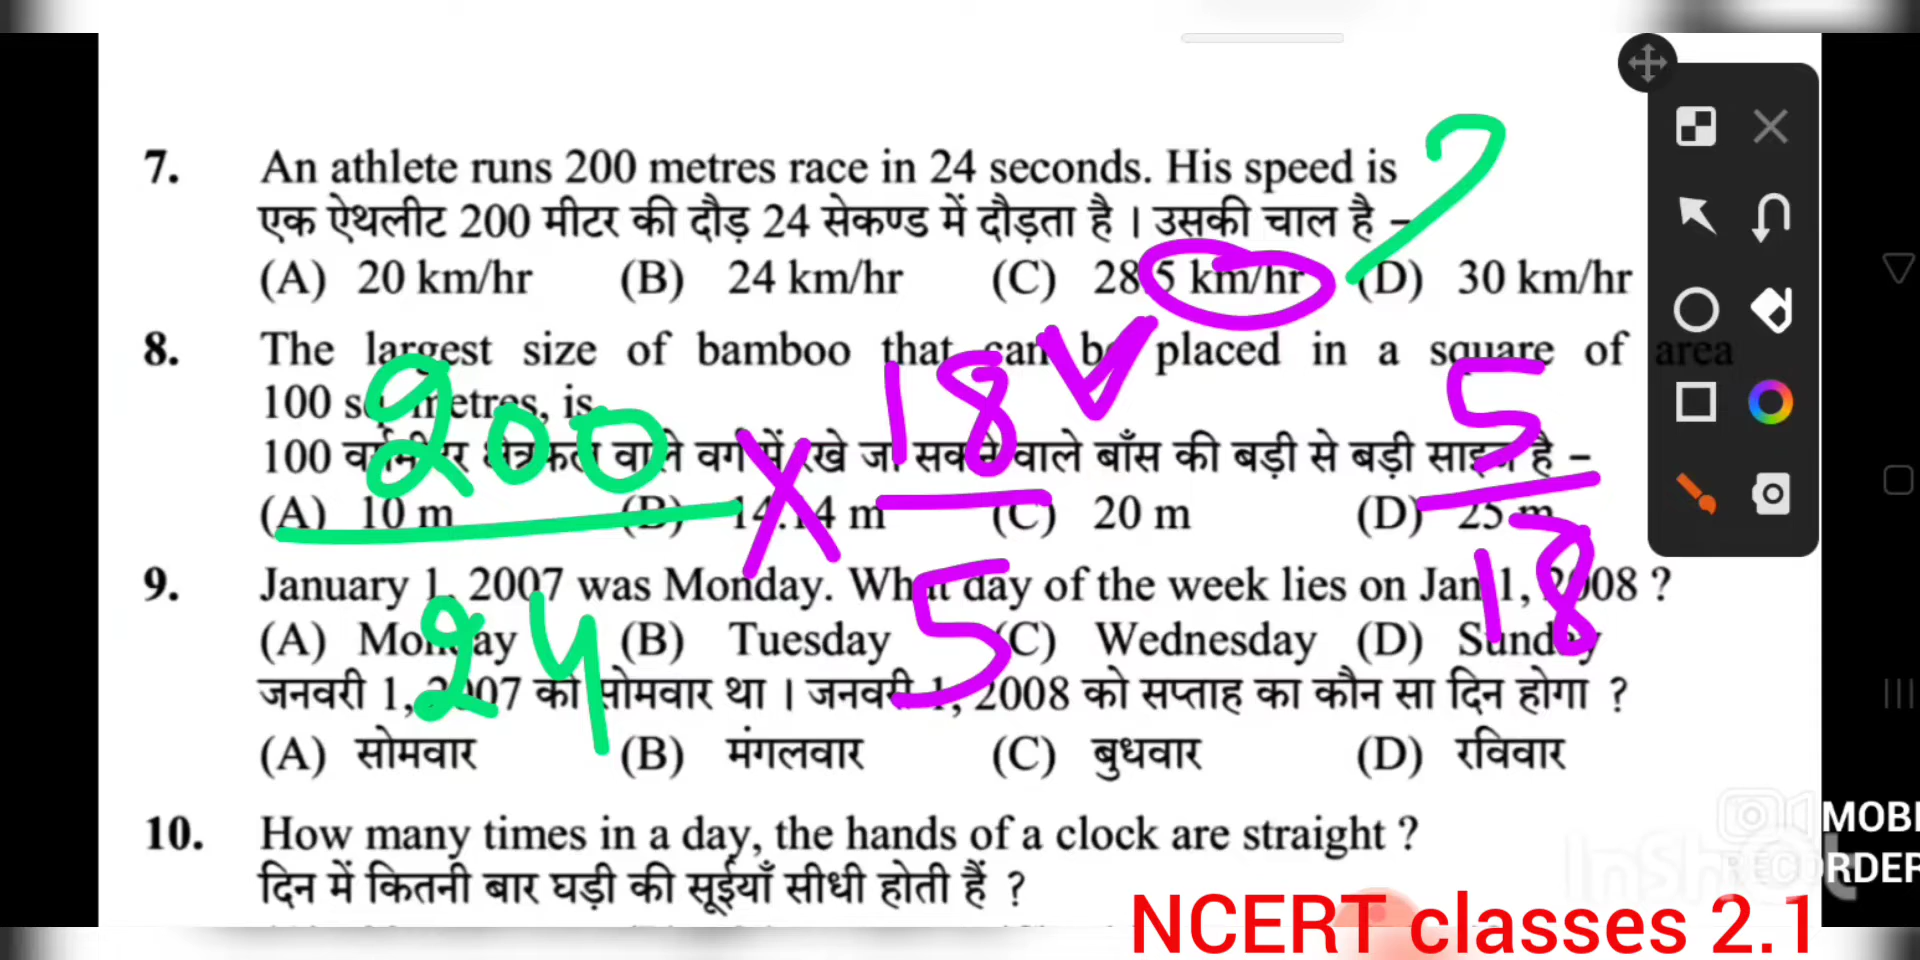 7. An athlete runs 200 metres race in 24 seconds. His speed is
एक ऐथलीट 200 मीटर की दौड़ 24 सेकण्ड में दौड़ता है । उसकी चाल है –
(A) 20 km/hr (B) 24 km/hr (C) 28.5 km/hr (D) 30 km/hr
8. The largest size of bamboo that can be placed in a square of area
100 sq. metres, is
100 वर्गमीटर क्षेत्रफल वाले वर्ग में रखे जा सकने वाले बाँस की बड़ी से बड़ी साइज है –
(A) 10 m (B) 14.14 m (C) 20 m (D) 25 m
200 × 18 5
24 5 18
9. January 1, 2007 was Monday. What day of the week lies on Jan 1, 2008 ?
(A) Monday (B) Tuesday (C) Wednesday (D) Sunday
जनवरी 1, 2007 को सोमवार था । जनवरी 1, 2008 को सप्ताह का कौन सा दिन होगा ?
(A) सोमवार (B) मंगलवार (C) बुधवार (D) रविवार
10. How many times in a day, the hands of a clock are straight ?
दिन में कितनी बार घड़ी की सूईयाँ सीधी होती हैं ?
NCERT classes 2.1
InShot